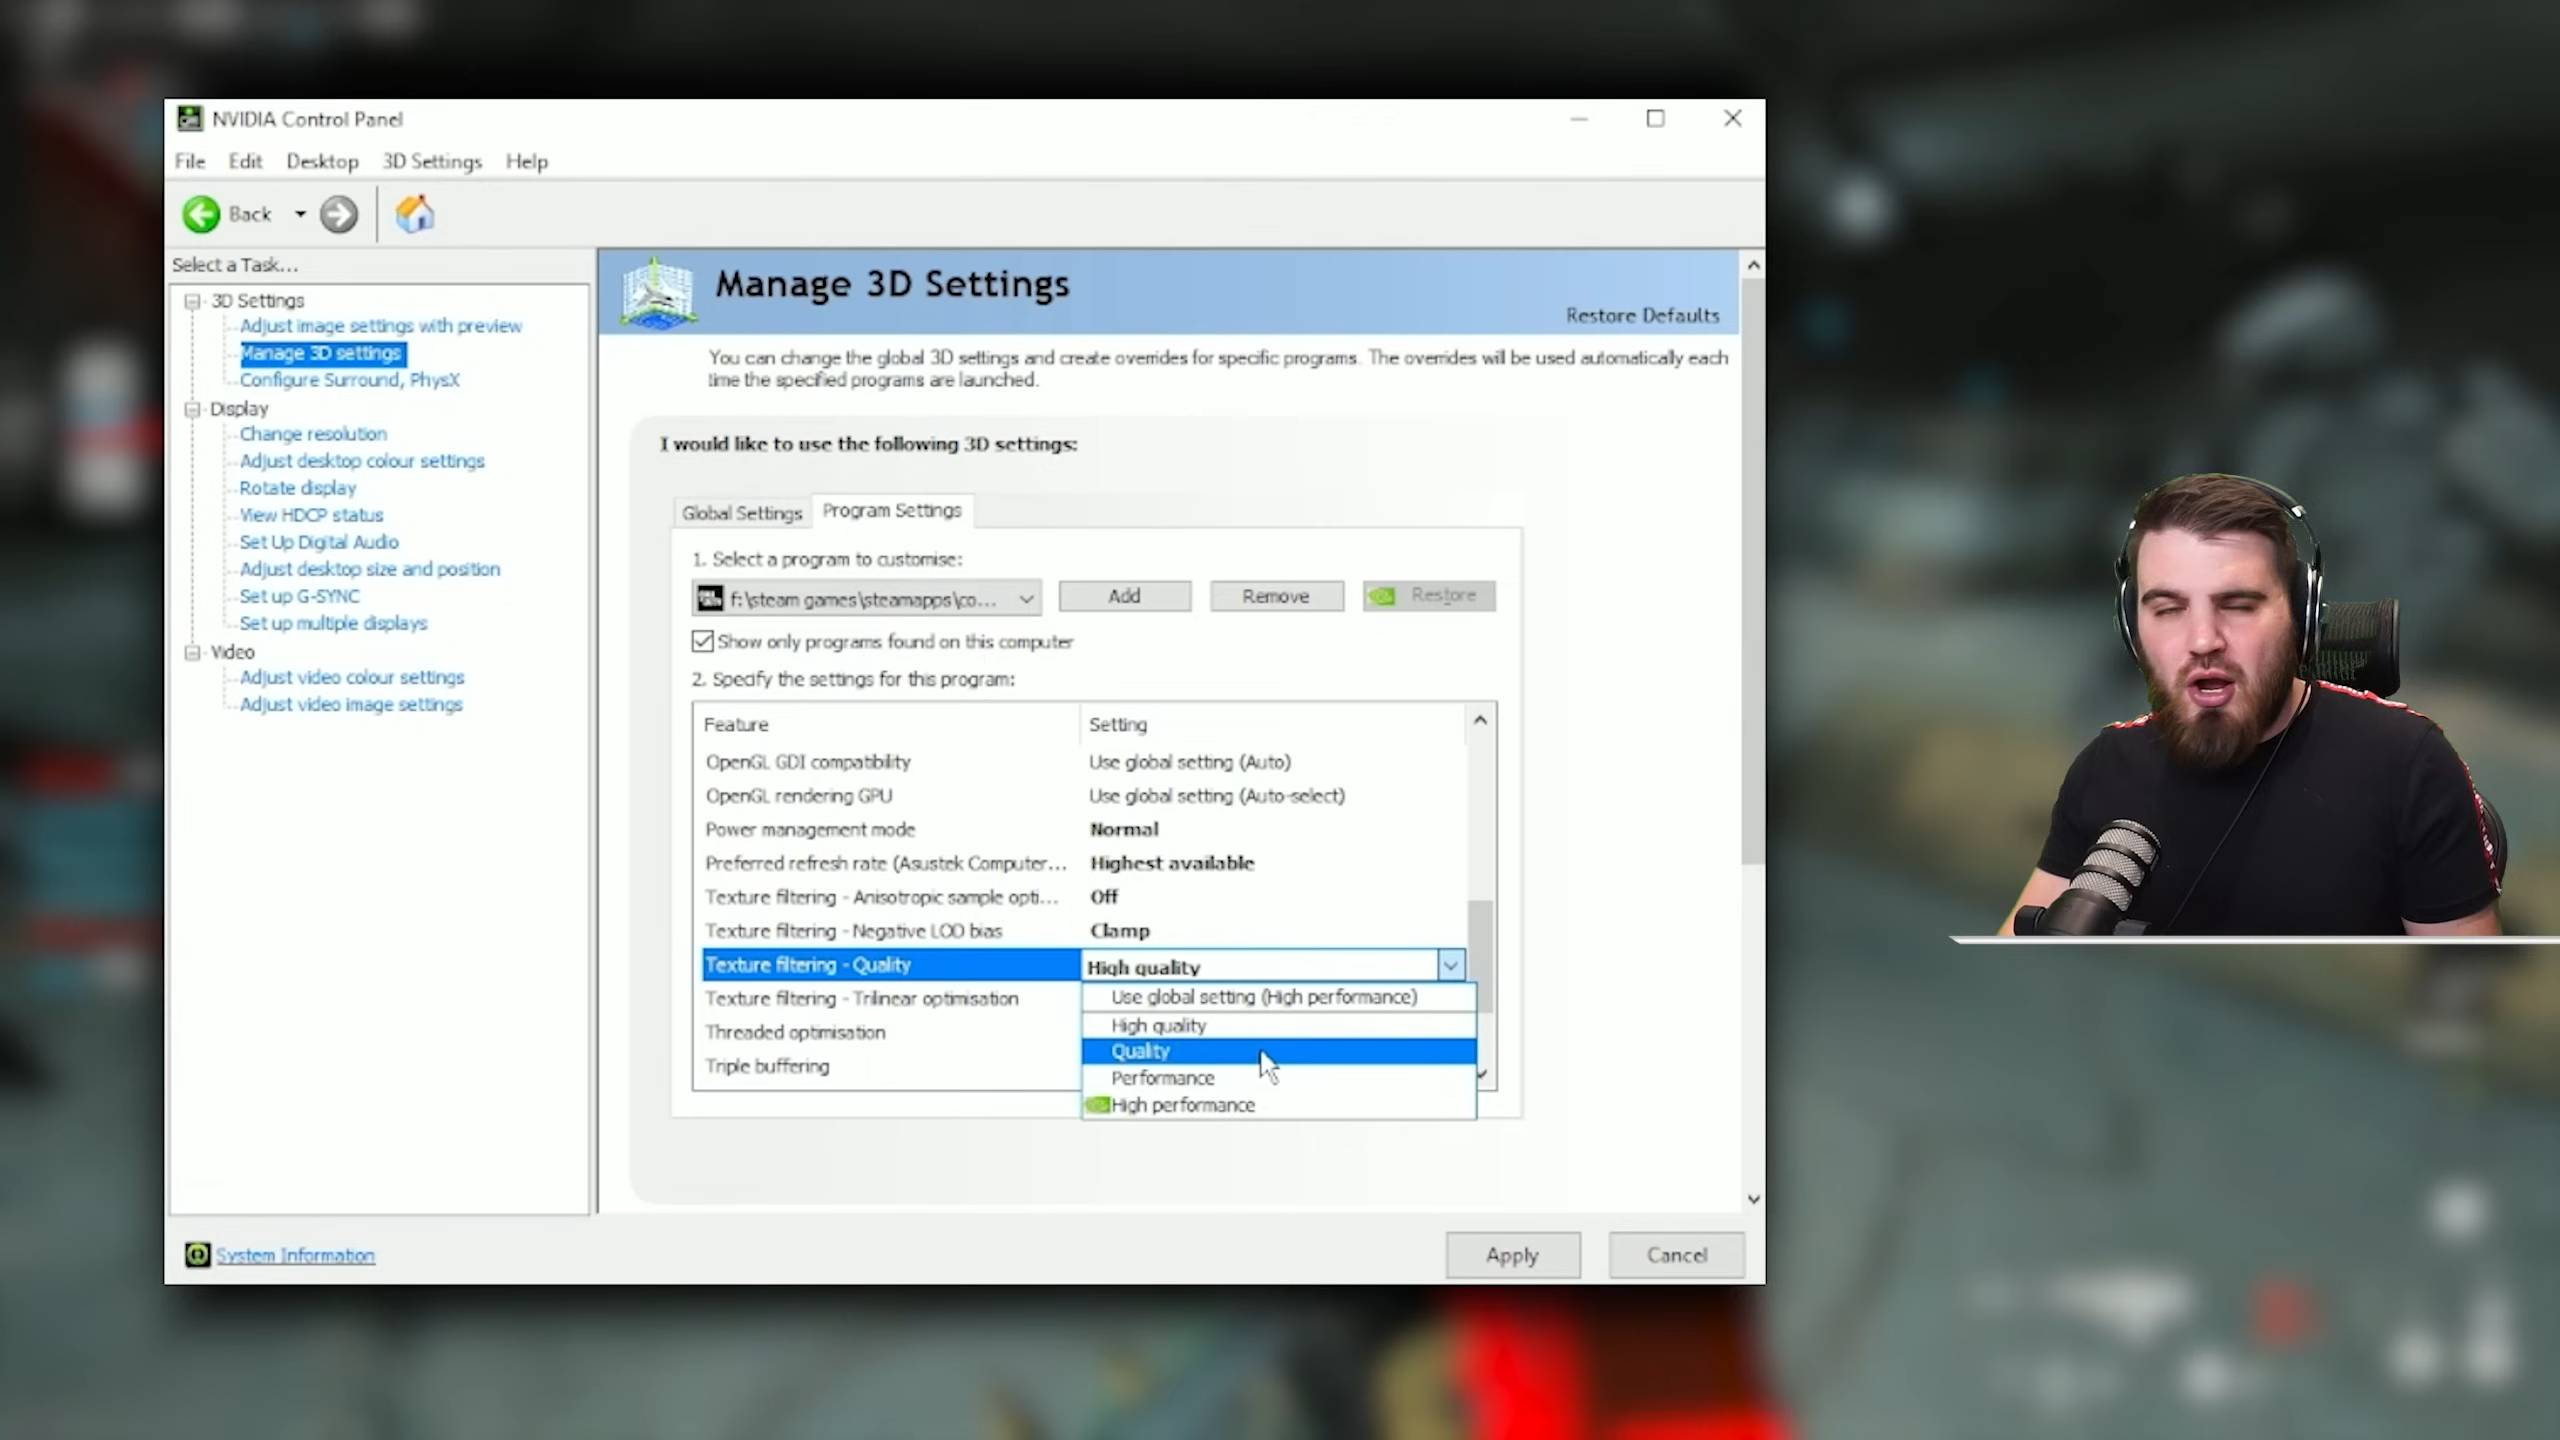 NVIDIA Control Panel
File Edit Desktop 3D Settings Help
Back
Select a Task...
3D Settings
Adjust image settings with preview
Manage 3D settings
Configure Surround, PhysX
Display
Change resolution
Adjust desktop colour settings
Rotate display
View HDCP status
Set Up Digital Audio
Adjust desktop size and position
Set up G-SYNC
Set up multiple displays
Video
Adjust video colour settings
Adjust video image settings
System Information
Manage 3D Settings
Restore Defaults
You can change the global 3D settings and create overrides for specific programs. The overrides will be used automatically each
time the specified programs are launched.
I would like to use the following 3D settings:
Global Settings Program Settings
1. Select a program to customise:
f:\steam games\steamapps\co... Add Remove Restore
Show only programs found on this computer
2. Specify the settings for this program:
Feature Setting
OpenGL GDI compatibility Use global setting (Auto)
OpenGL rendering GPU Use global setting (Auto-select)
Power management mode Normal
Preferred refresh rate (Asustek Computer... Highest available
Texture filtering - Anisotropic sample opti... Off
Texture filtering - Negative LOD bias Clamp
Texture filtering - Quality High quality
Texture filtering - Trilinear optimisation
Threaded optimisation
Triple buffering
Use global setting (High performance)
High quality
Quality
Performance
High performance
Apply Cancel